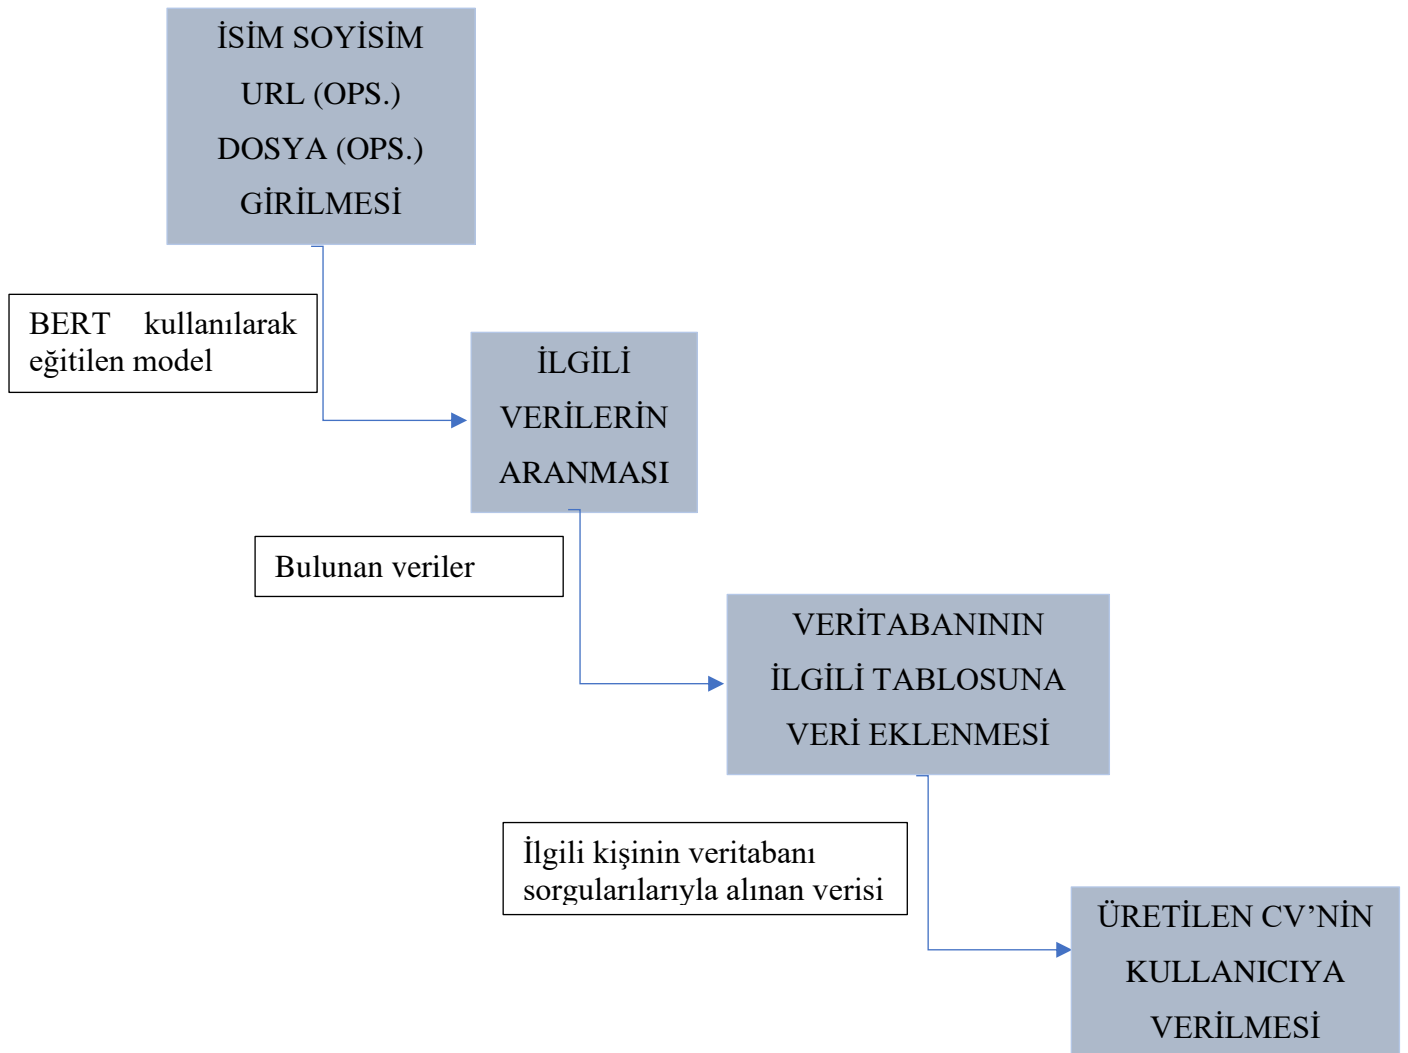 İSİM SOYİSİM
URL (OPS.)
DOSYA (OPS.)
GİRİLMESİ
BERT kullanılarak
eğitilen model
İLGİLİ
VERİLERİN
ARANMASI
Bulunan veriler
VERİTABANININ
İLGİLİ TABLOSUNA
VERİ EKLENMESİ
İlgili kişinin veritabanı
sorgularılarıyla alınan verisi
ÜRETİLEN CV’NİN
KULLANICIYA
VERİLMESİ